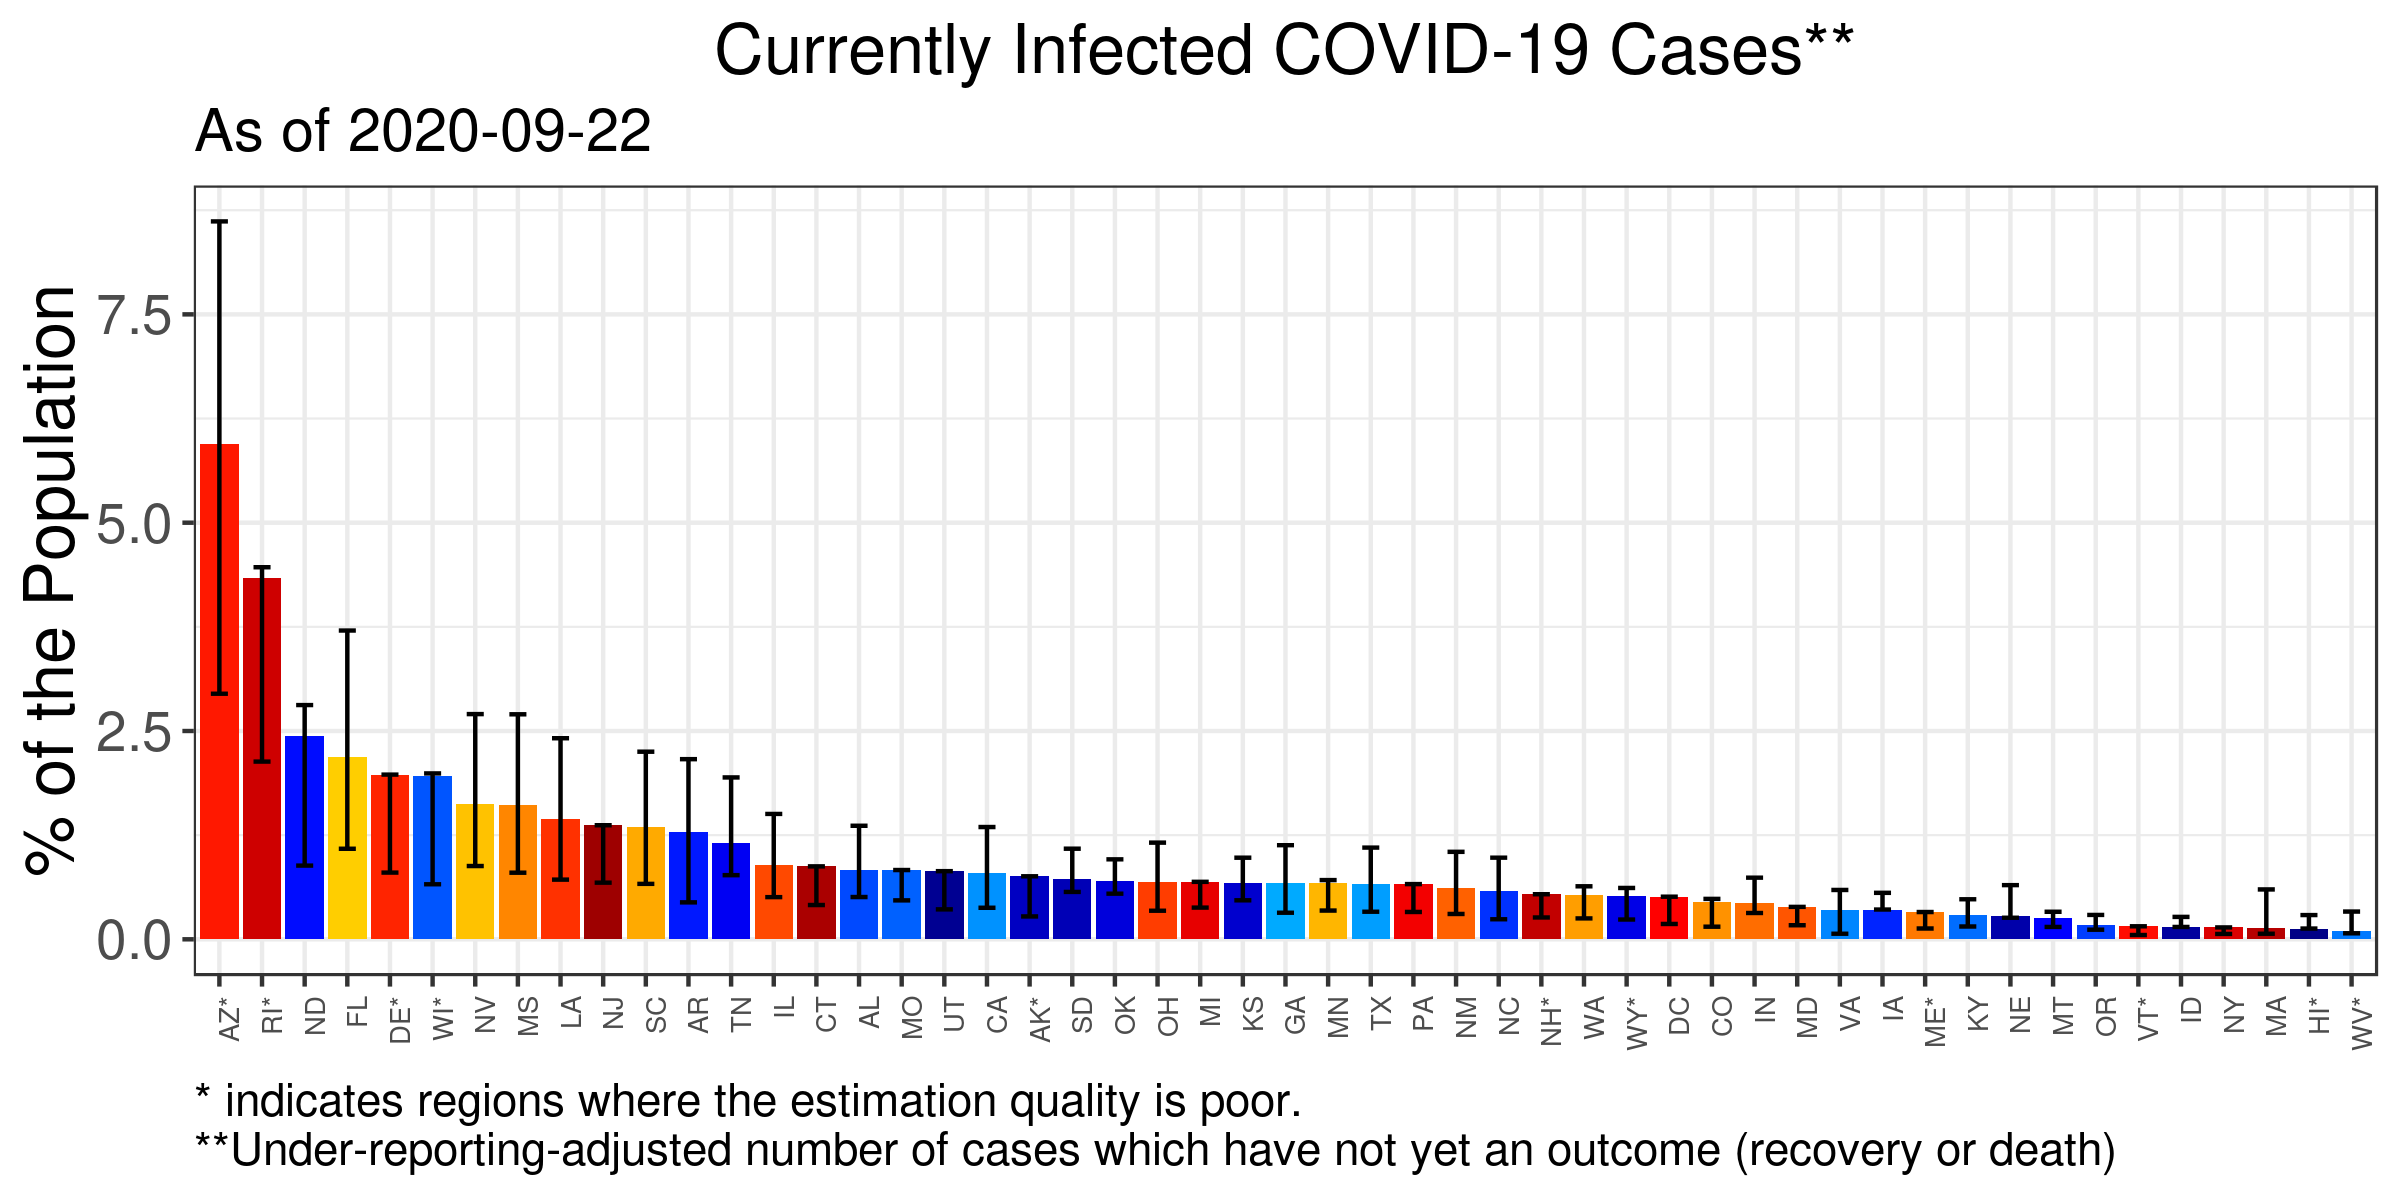 Currently Infected COVID-19 Cases**
As of 2020-09-22
% of the Population
7.5
5.0
2.5
0.0
AZ* RI* ND FL DE* WI* NV MS LA NJ SC AR TN IL CT AL MO UT CA AK* SD OK OH MI KS GA MN TX PA NM NC NH* WA WY* DC CO IN MD VA IA ME* KY NE MT OR VT* ID NY MA HI* WV*
* indicates regions where the estimation quality is poor.
**Under-reporting-adjusted number of cases which have not yet an outcome (recovery or death)